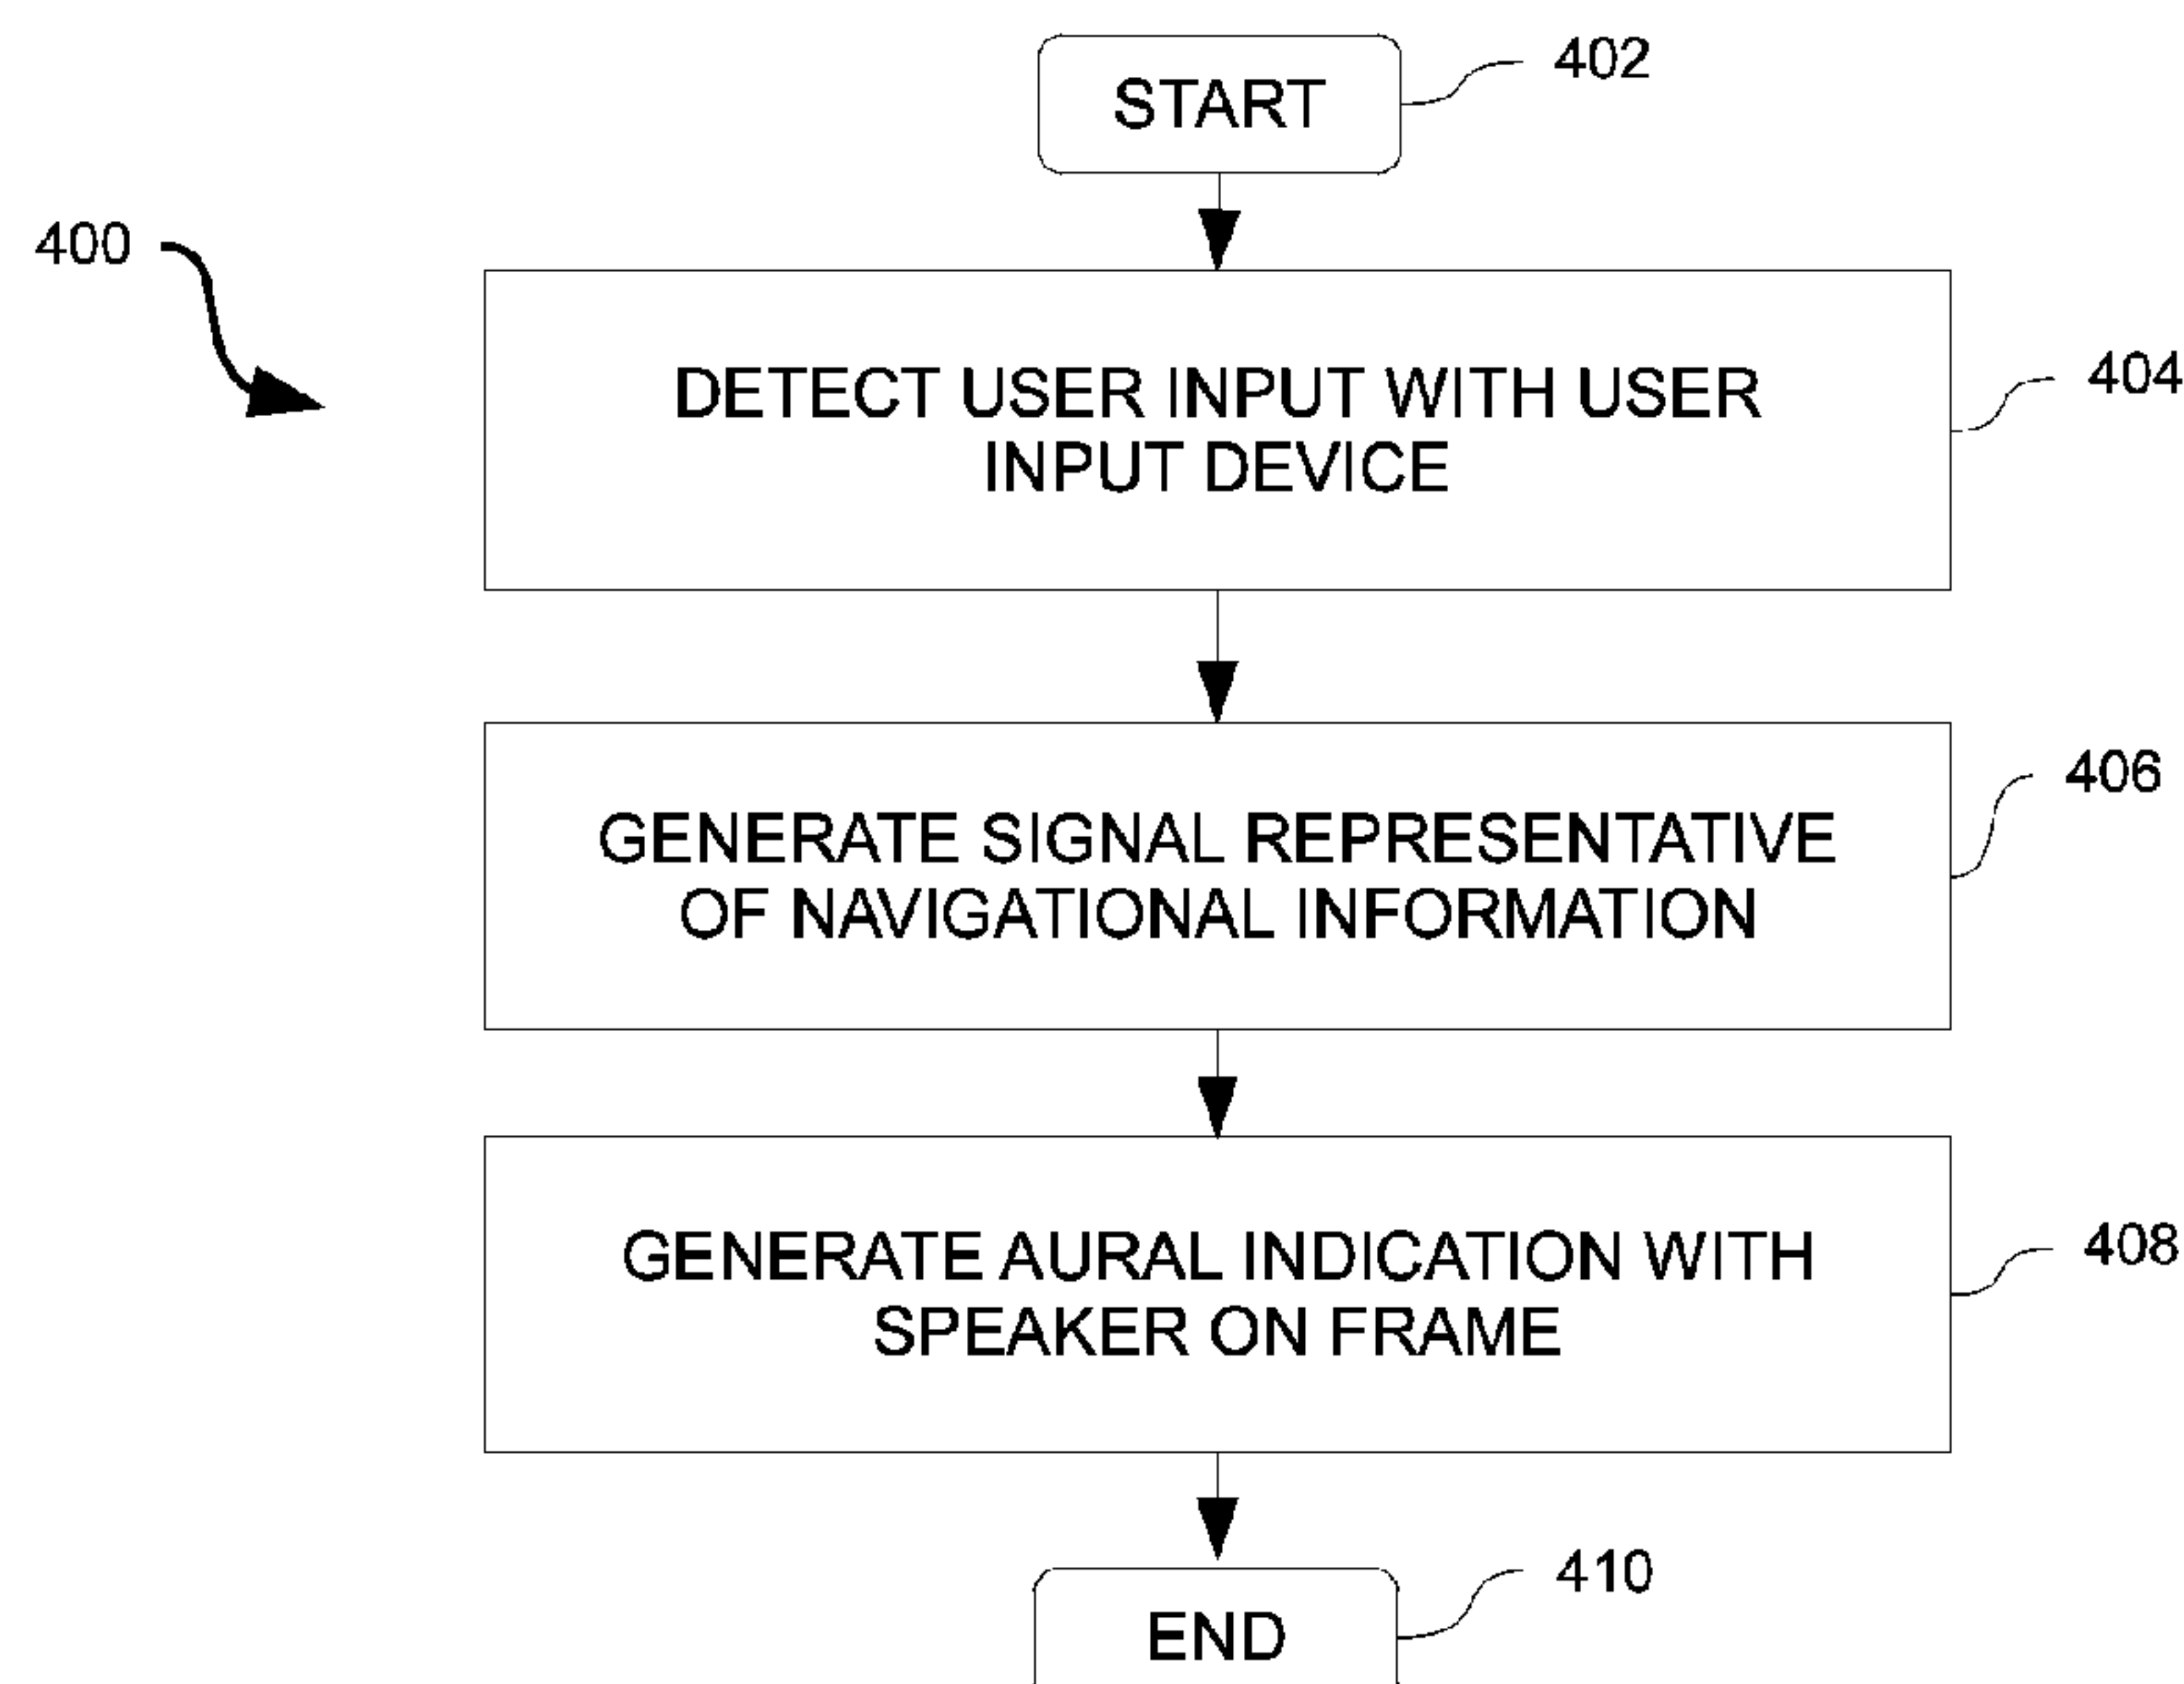 START
402
400
DETECT USER INPUT WITH USER
INPUT DEVICE
404
GENERATE SIGNAL REPRESENTATIVE
OF NAVIGATIONAL INFORMATION
406
GENERATE AURAL INDICATION WITH
SPEAKER ON FRAME
408
END
410